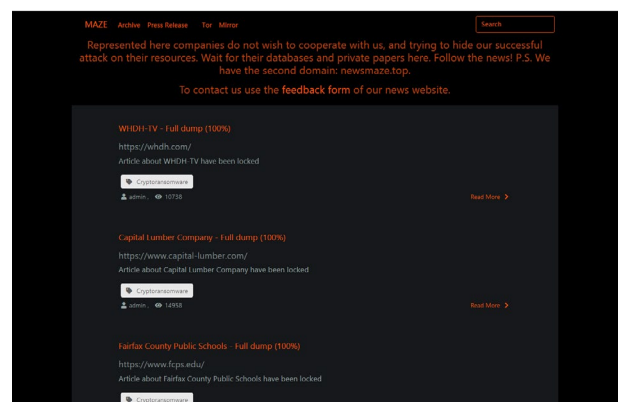 MAZE Archive Press Release Tor Mirror Search
Represented here companies do not wish to cooperate with us, and trying to hide our successful
attack on their resources. Wait for their databases and private papers here. Follow the news! P.S. We
have the second domain: newsmaze.top.
To contact us use the feedback form of our news website.
WHDH-TV - Full dump (100%)
https://whdh.com/
Article about WHDH-TV have been locked
Cryptoransomware
admin. 10738 Read More
Capital Lumber Company - Full dump (100%)
https://www.capital-lumber.com/
Article about Capital Lumber Company have been locked
Cryptoransomware
admin. 14958 Read More
Fairfax County Public Schools - Full dump (100%)
https://www.fcps.edu/
Article about Fairfax County Public Schools have been locked
Cryptoransomware